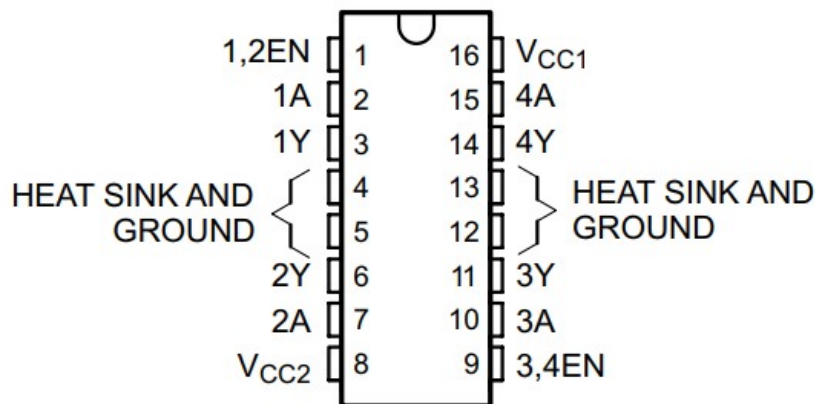 1,2EN 1 16 VCC1
1A 2 15 4A
1Y 3 14 4Y
HEAT SINK AND GROUND 4 13 HEAT SINK AND GROUND
5 12
2Y 6 11 3Y
2A 7 10 3A
VCC2 8 9 3,4EN